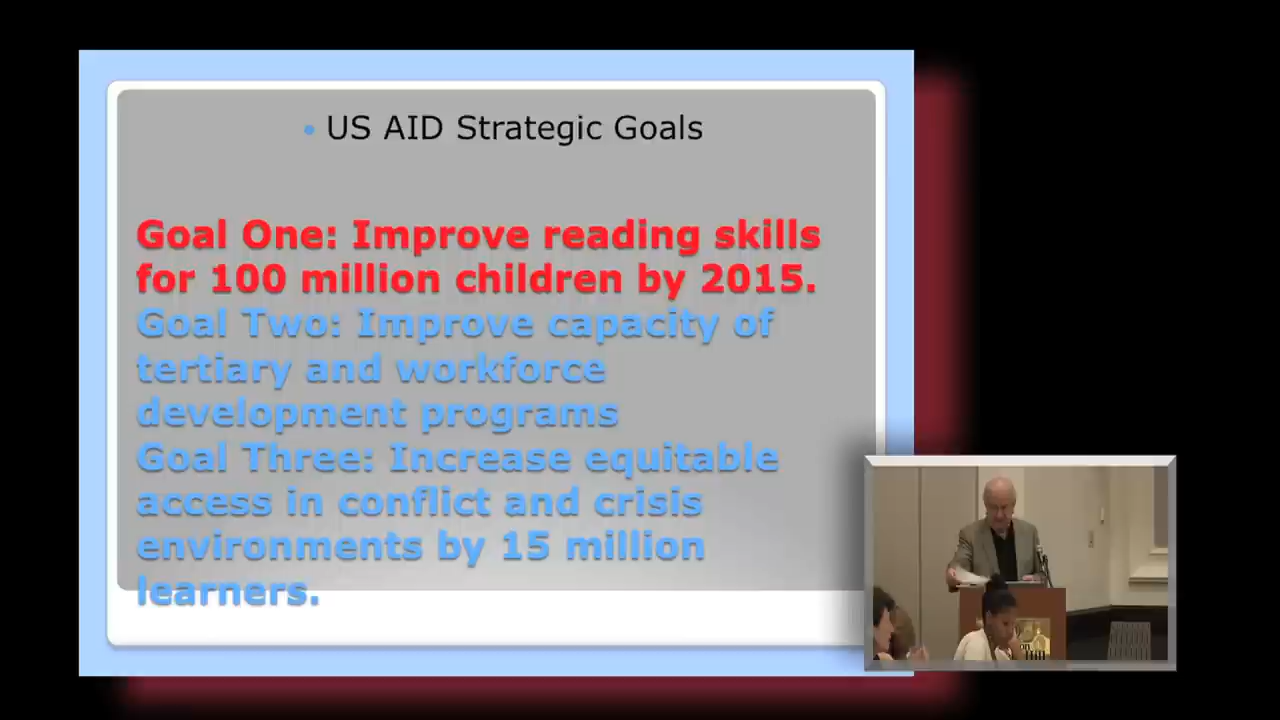 • US AID Strategic Goals
Goal One: Improve reading skills
for 100 million children by 2015.
Goal Two: Improve capacity of
tertiary and workforce
development programs
Goal Three: Increase equitable
access in conflict and crisis
environments by 15 million
learners.